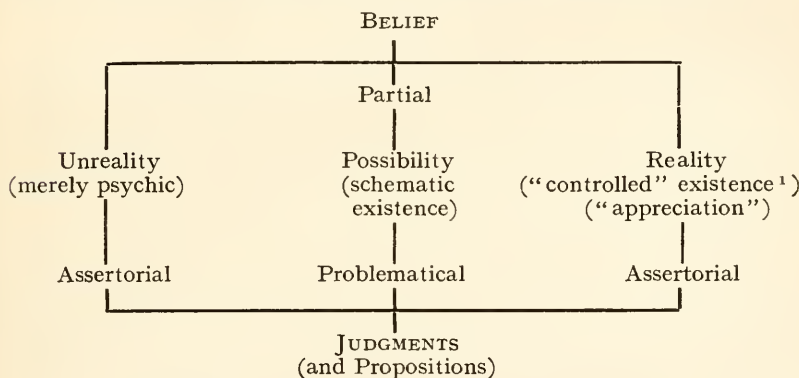 BELIEF
Partial
Unreality Possibility Reality
(merely psychic) (schematic ("controlled" existence¹)
existence) ("appreciation")
Assertorial Problematical Assertorial
JUDGMENTS
(and Propositions)